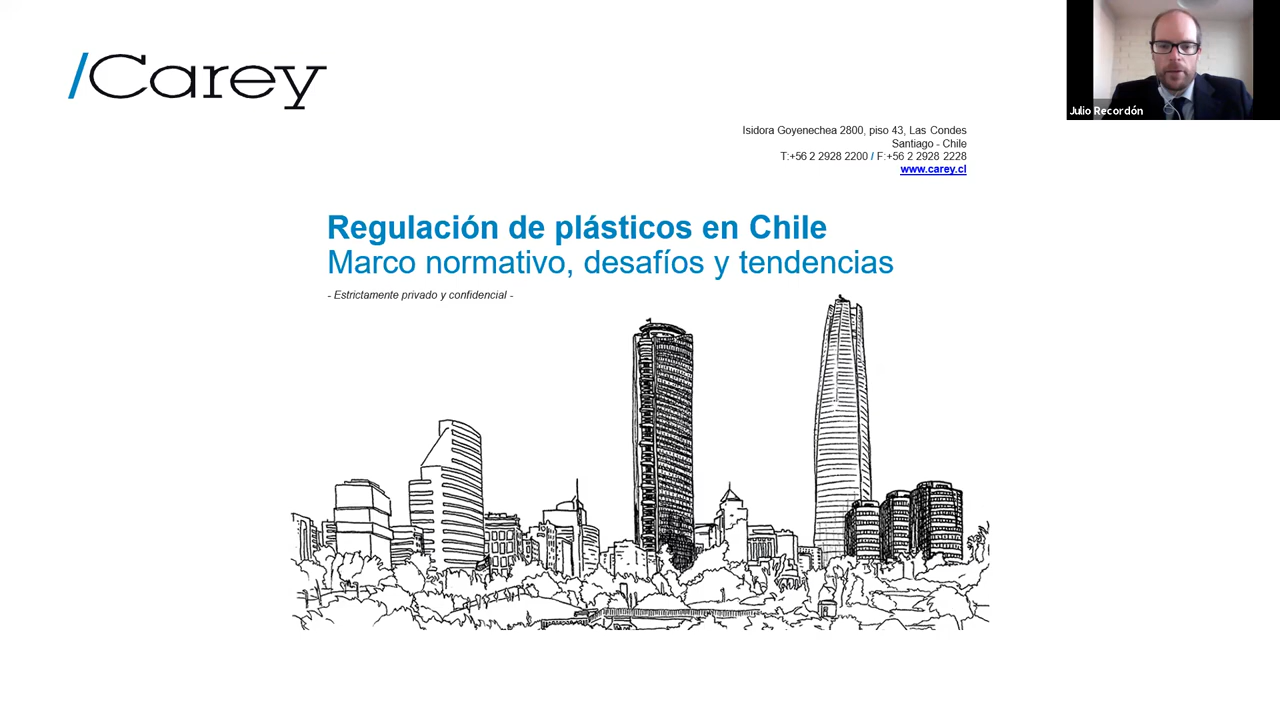 /Carey
Julio Recordón
Isidora Goyenechea 2800, piso 43, Las Condes
Santiago - Chile
T:+56 2 2928 2200 / F:+56 2 2928 2228
www.carey.cl
Regulación de plásticos en Chile
Marco normativo, desafíos y tendencias
- Estrictamente privado y confidencial -